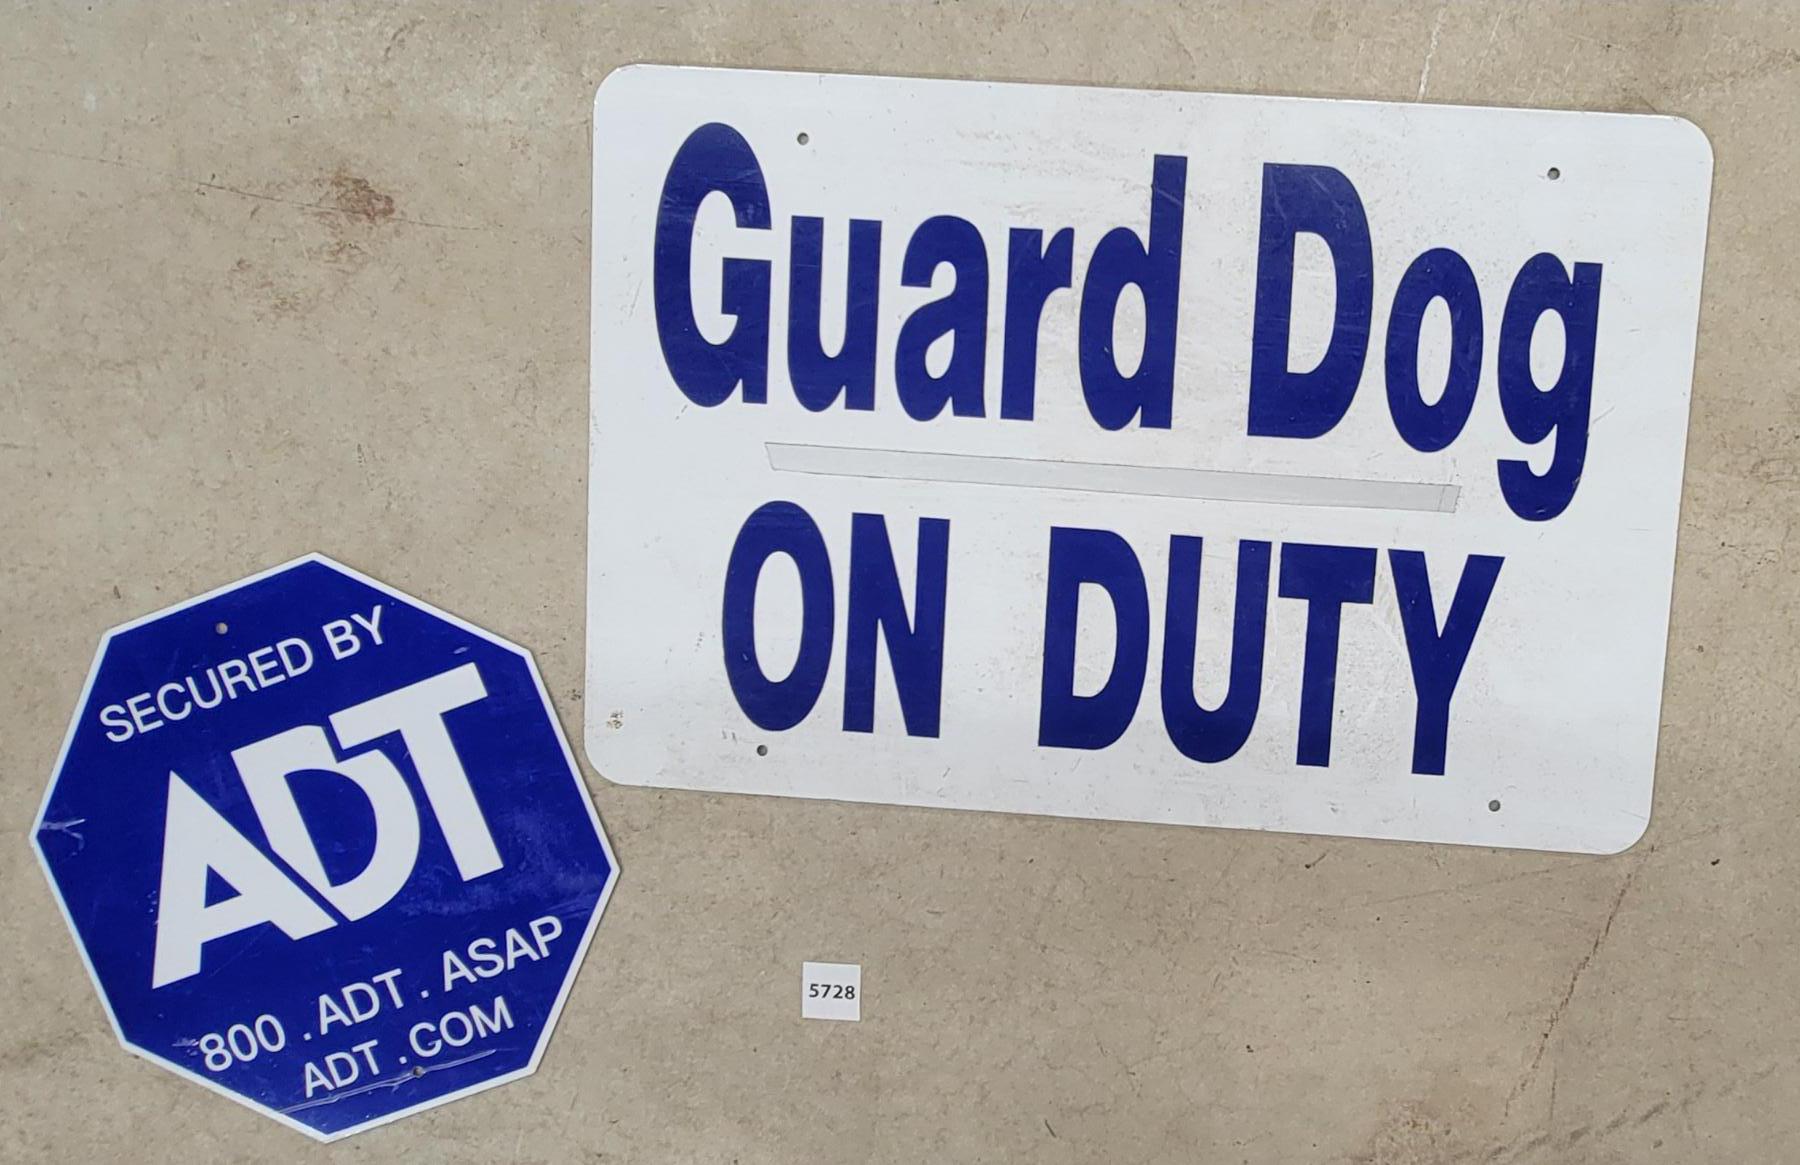 Guard Dog
ON DUTY
SECURED BY
ADT
800 . ADT . ASAP
ADT .COM
5728